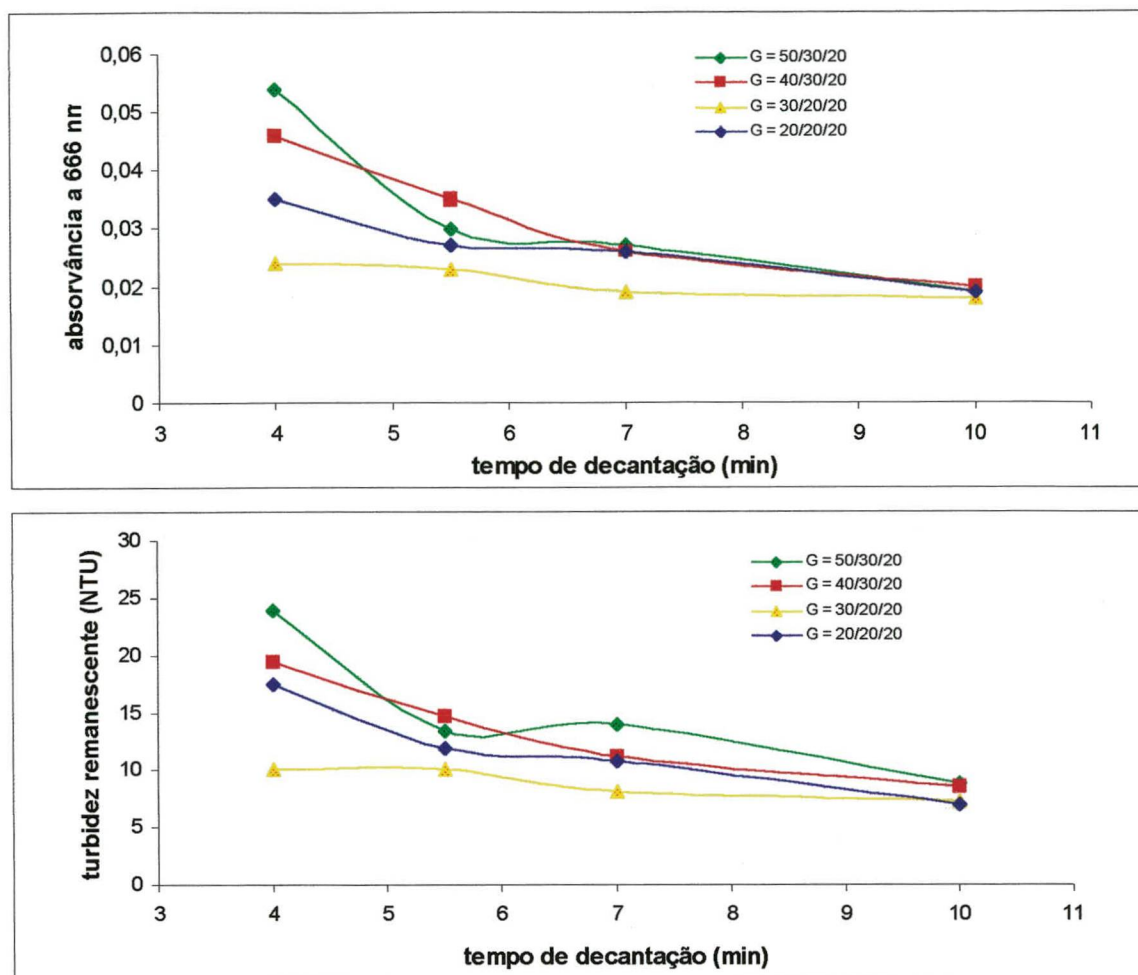 absorvância a 666 nm
0,06
0,05
0,04
0,03
0,02
0,01
0
3 4 5 6 7 8 9 10 11
tempo de decantação (min)
G = 50/30/20
G = 40/30/20
G = 30/20/20
G = 20/20/20
turbidez remanescente (NTU)
30
25
20
15
10
5
0
3 4 5 6 7 8 9 10 11
tempo de decantação (min)
G = 50/30/20
G = 40/30/20
G = 30/20/20
G = 20/20/20